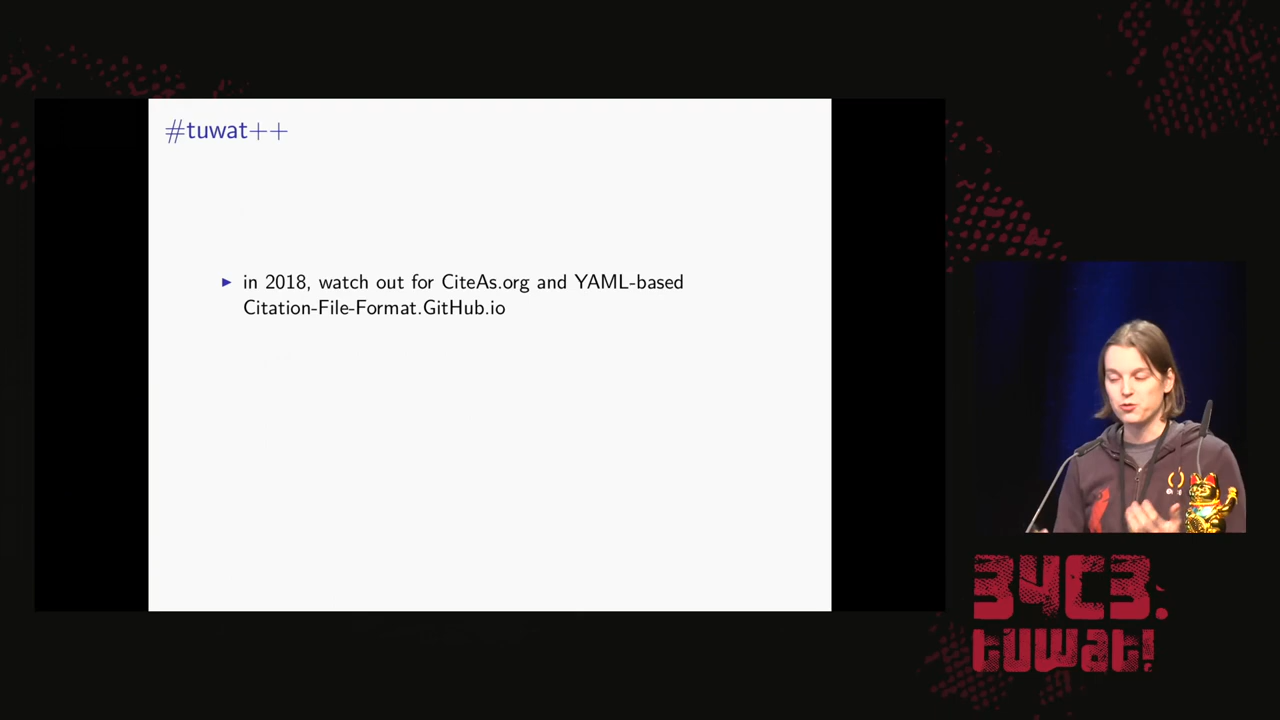 #tuwat++
▶ in 2018, watch out for CiteAs.org and YAML-based
Citation-File-Format.GitHub.io
34C3.
tuwat!